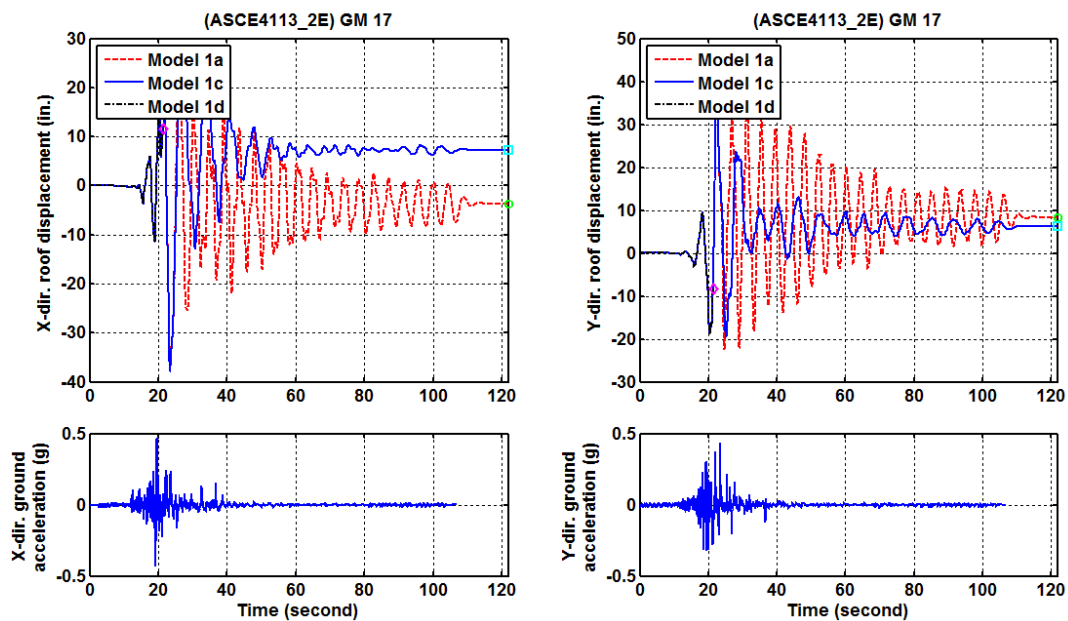 (ASCE4113_2E) GM 17
30
20
10
0
-10
-20
-30
-40
0 20 40 60 80 100 120
X-dir. roof displacement (in.)
Model 1a
Model 1c
Model 1d
0.5
0
-0.5
0 20 40 60 80 100 120
X-dir. ground
acceleration (g)
Time (second)
(ASCE4113_2E) GM 17
50
40
30
20
10
0
-10
-20
-30
0 20 40 60 80 100 120
Y-dir. roof displacement (in.)
Model 1a
Model 1c
Model 1d
0.5
0
-0.5
0 20 40 60 80 100 120
Y-dir. ground
acceleration (g)
Time (second)